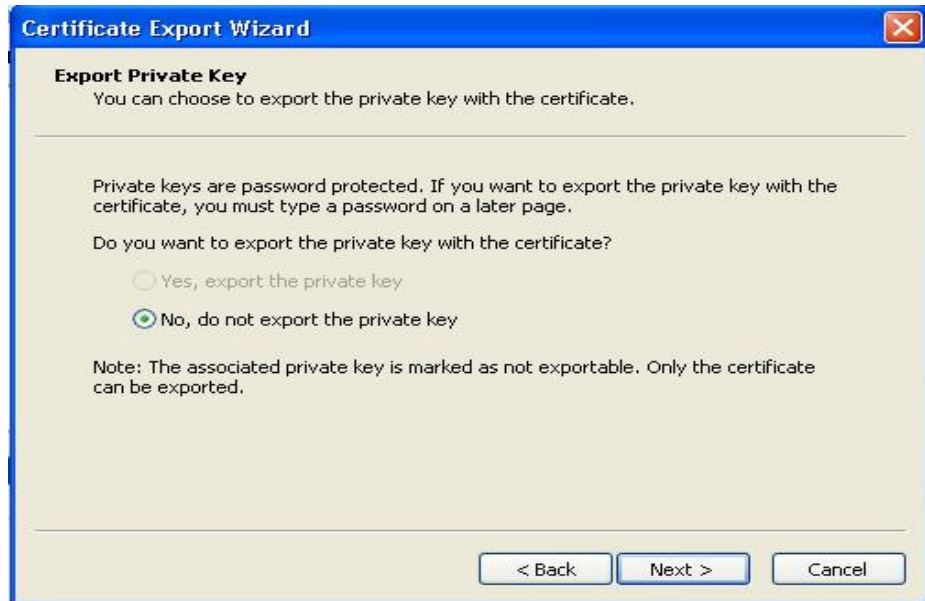 Certificate Export Wizard
Export Private Key
You can choose to export the private key with the certificate.
Private keys are password protected. If you want to export the private key with the
certificate, you must type a password on a later page.
Do you want to export the private key with the certificate?
Yes, export the private key
No, do not export the private key
Note: The associated private key is marked as not exportable. Only the certificate
can be exported.
< Back Next > Cancel